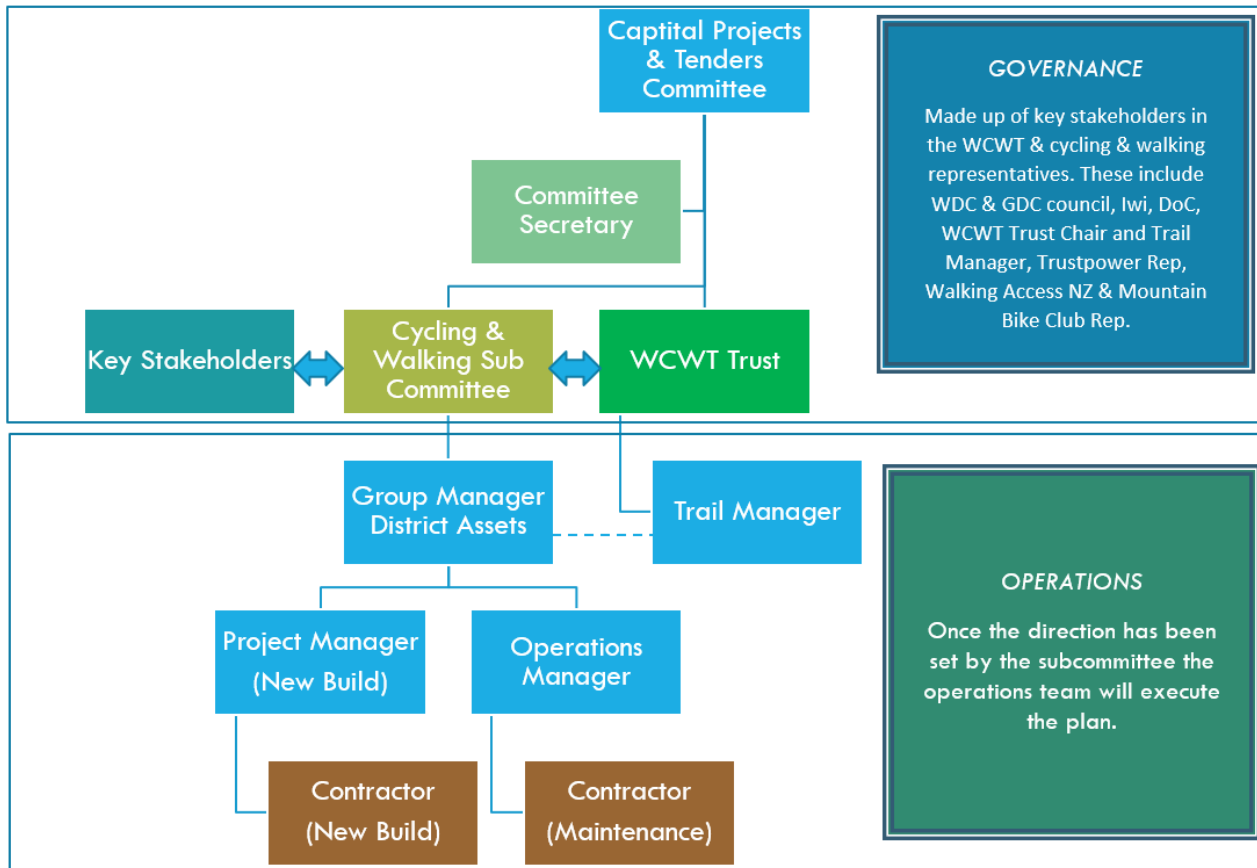 Captital Projects
& Tenders
Committee
GOVERNANCE
Made up of key stakeholders in
the WCWT & cycling & walking
representatives. These include
WDC & GDC council, Iwi, DoC,
WCWT Trust Chair and Trail
Manager, Trustpower Rep,
Walking Access NZ & Mountain
Bike Club Rep.
Committee
Secretary
Key Stakeholders
Cycling &
Walking Sub
Committee
WCWT Trust
Group Manager
District Assets
Trail Manager
OPERATIONS
Once the direction has been
set by the subcommittee the
operations team will execute
the plan.
Project Manager
(New Build)
Operations
Manager
Contractor
(New Build)
Contractor
(Maintenance)